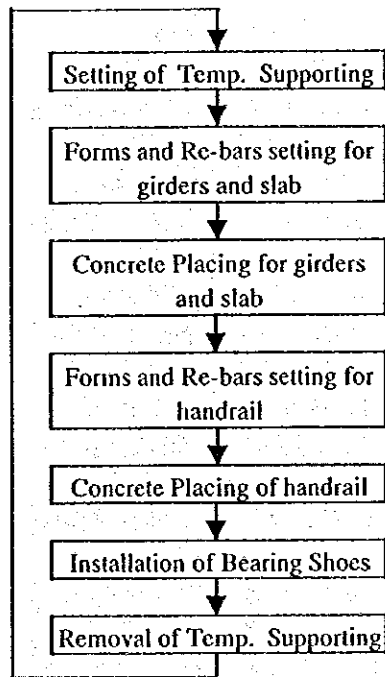 Setting of Temp. Supporting
Forms and Re-bars setting for
girders and slab
Concrete Placing for girders
and slab
Forms and Re-bars setting for
handrail
Concrete Placing of handrail
Installation of Bearing Shoes
Removal of Temp. Supporting